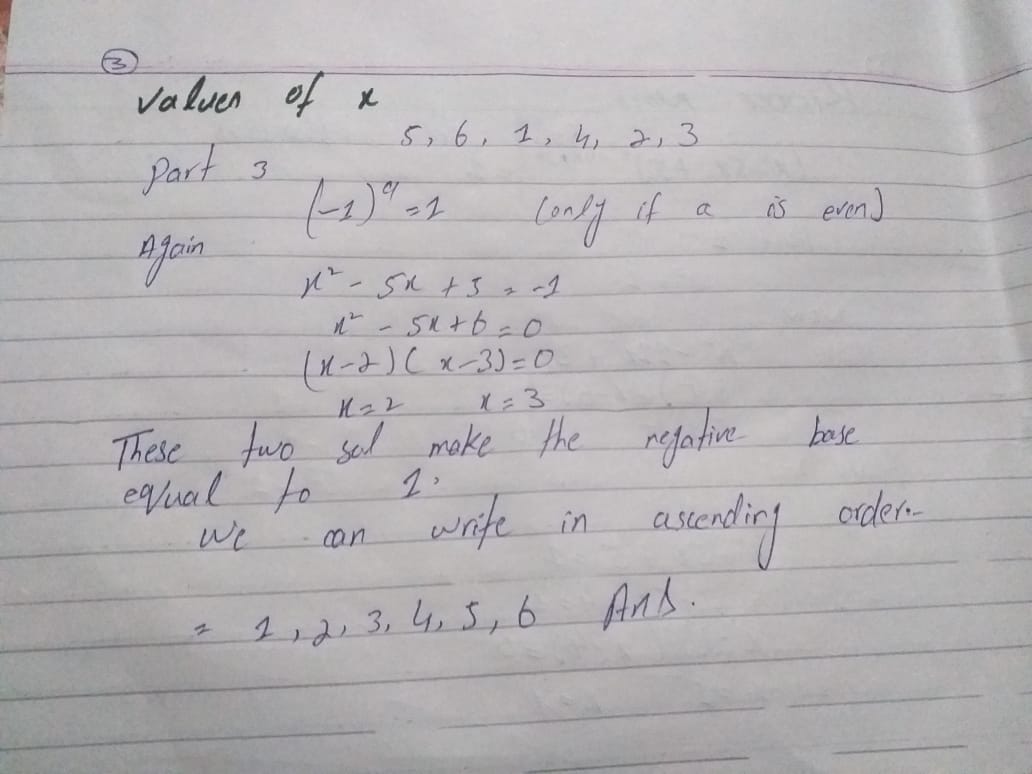 3
values of x
5, 6, 1, 4, 2, 3
Part 3
(-1)^a = 1 (only if a is even)
Again
x² - 5x + 5 = -1
x² - 5x + 6 = 0
(x-2)(x-3)=0
x=2 x=3
These two sol make the negative base
equal to 1.
We can write in ascending order.-
= 1, 2, 3, 4, 5, 6 Ans.